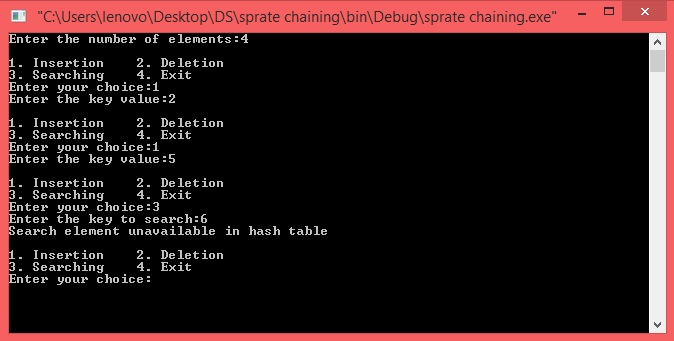 "C:\Users\lenovo\Desktop\DS\sprate chaining\bin\Debug\sprate chaining.exe"
Enter the number of elements:4
1. Insertion    2. Deletion
3. Searching    4. Exit
Enter your choice:1
Enter the key value:2
1. Insertion    2. Deletion
3. Searching    4. Exit
Enter your choice:1
Enter the key value:5
1. Insertion    2. Deletion
3. Searching    4. Exit
Enter your choice:3
Enter the key to search:6
Search element unavailable in hash table
1. Insertion    2. Deletion
3. Searching    4. Exit
Enter your choice: